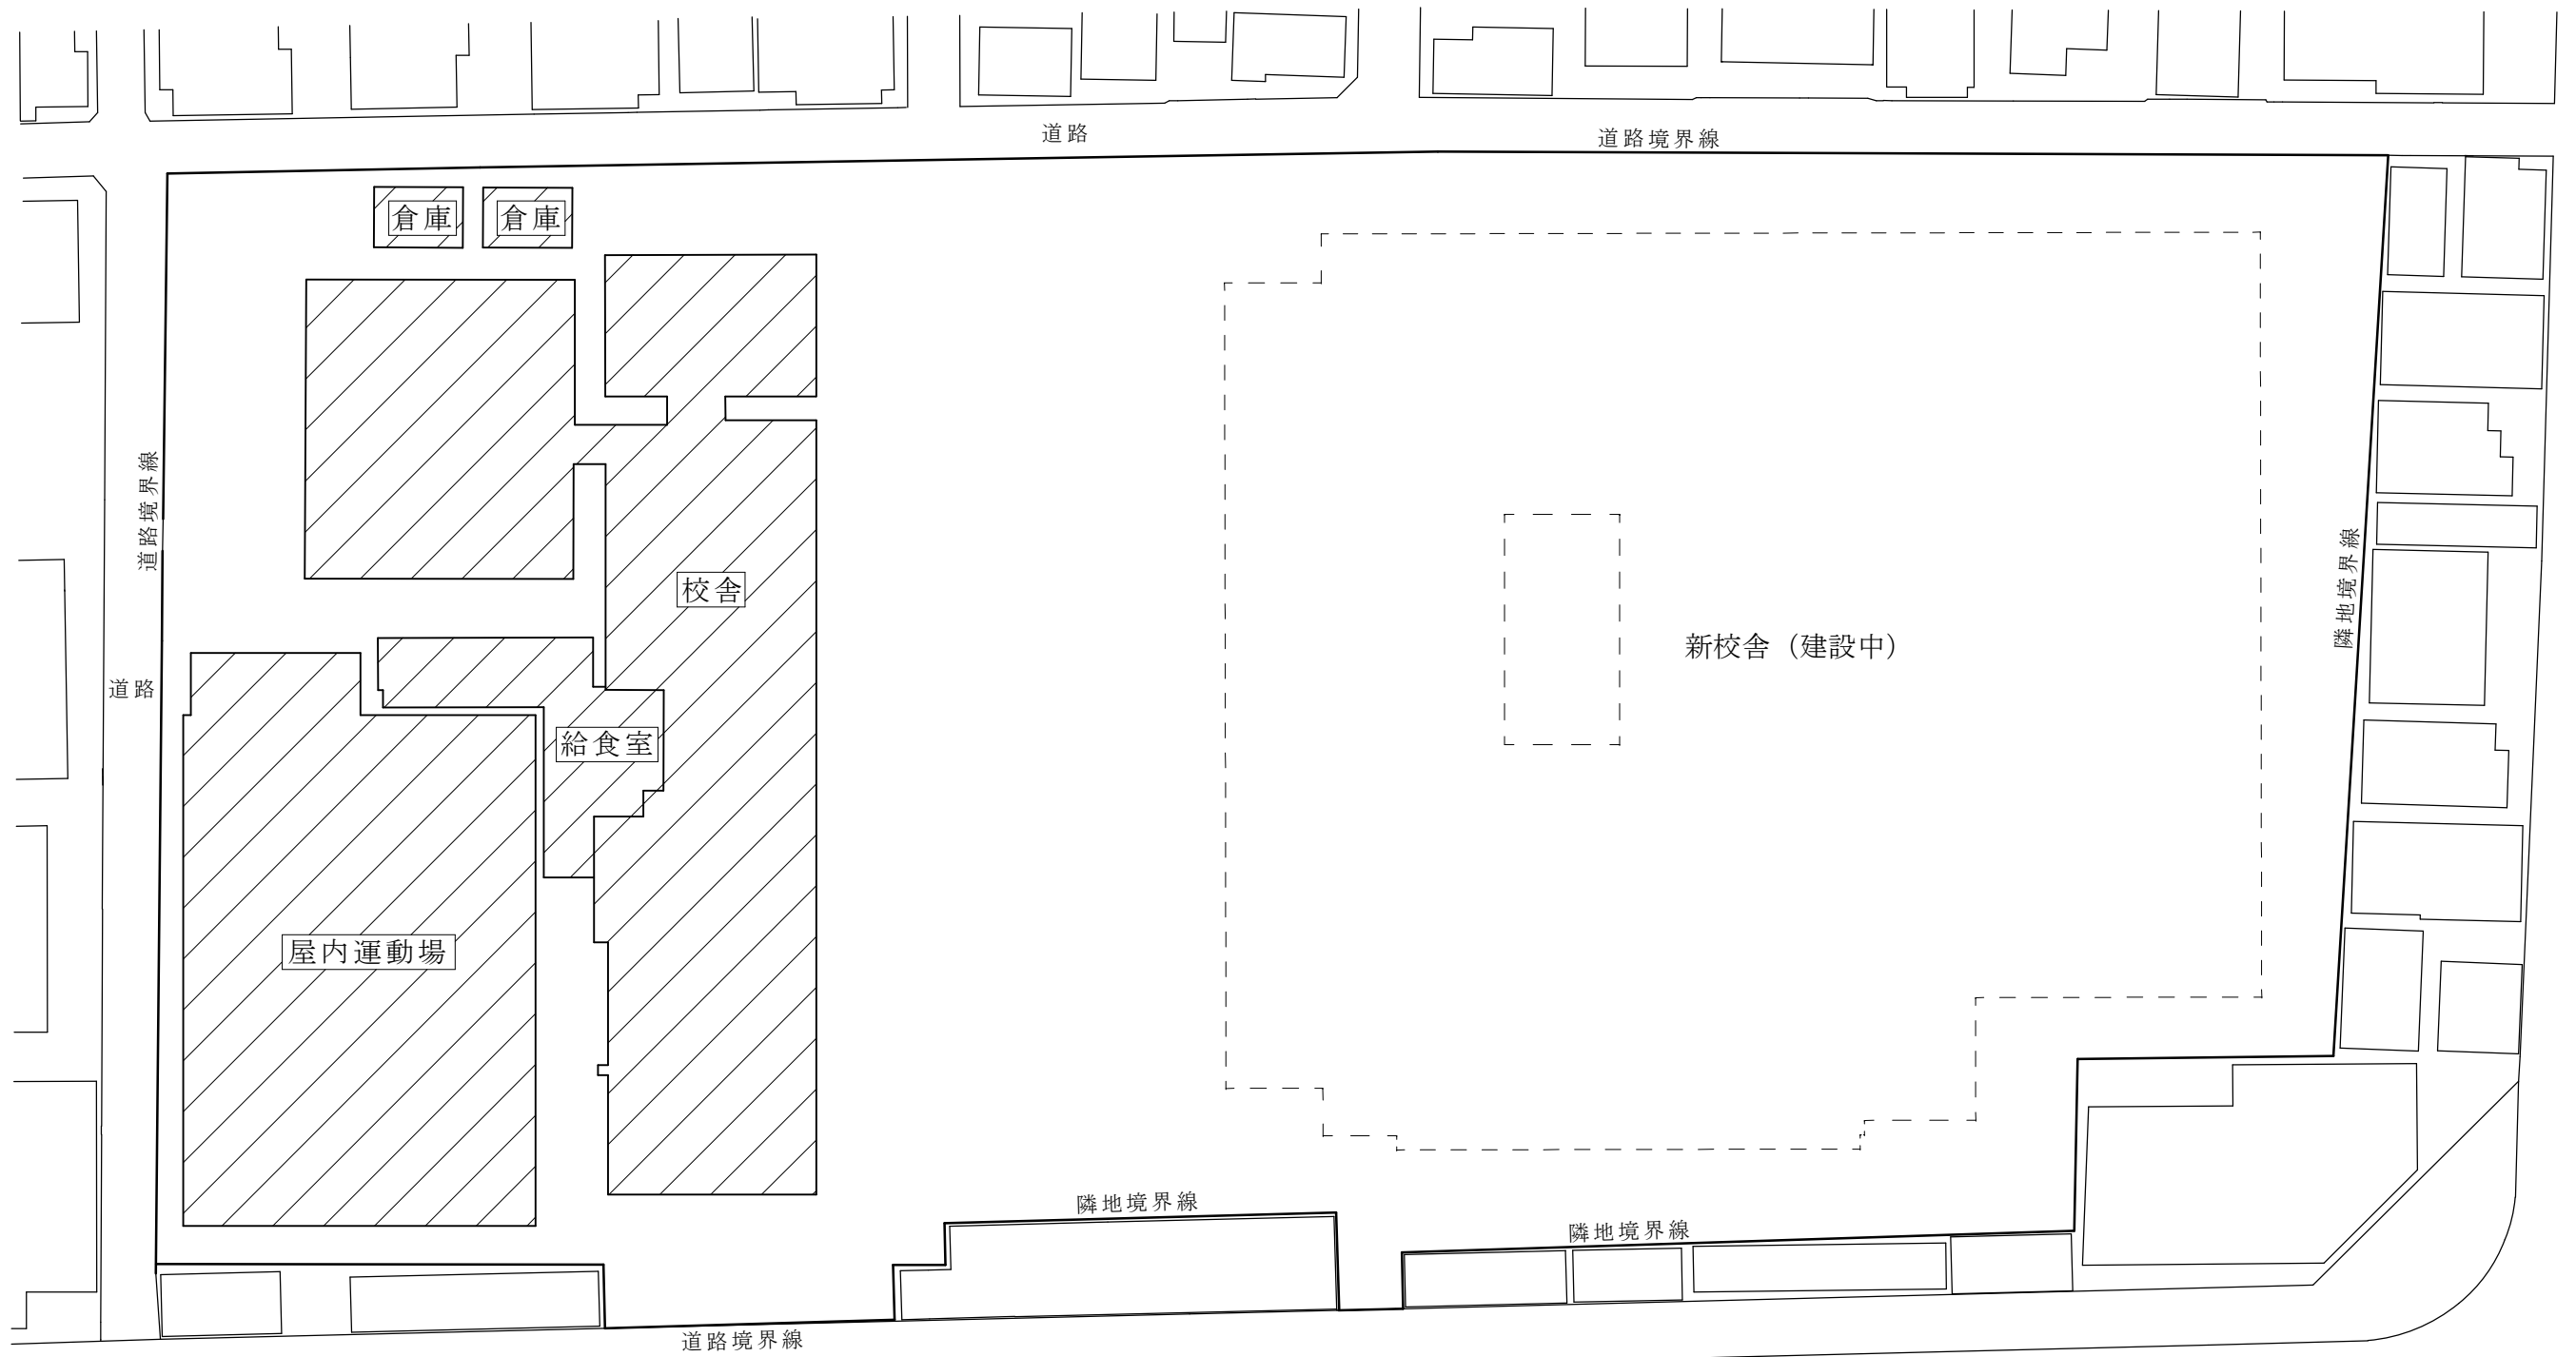 道路
道路境界線
倉庫
倉庫
道路境界線
校舎
隣地境界線
新校舎（建設中）
道路
給食室
屋内運動場
隣地境界線
隣地境界線
道路境界線